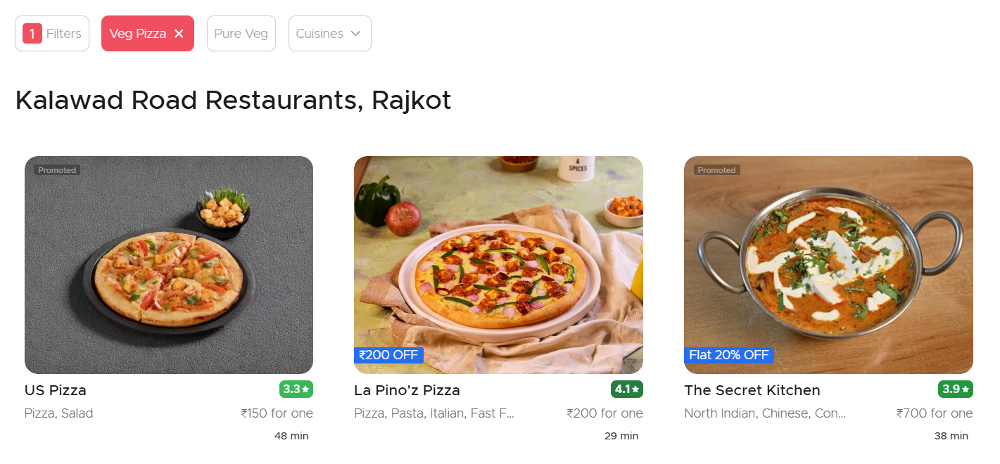 1 Filters Veg Pizza Pure Veg Cuisines
Kalawad Road Restaurants, Rajkot
Promoted
₹200 OFF
US Pizza 3.3
Pizza, Salad ₹150 for one
48 min
& SPICES
La Pino'z Pizza 4.1
Pizza, Pasta, Italian, Fast F... ₹200 for one
29 min
Promoted
Flat 20% OFF
The Secret Kitchen 3.9
North Indian, Chinese, Con... ₹700 for one
38 min